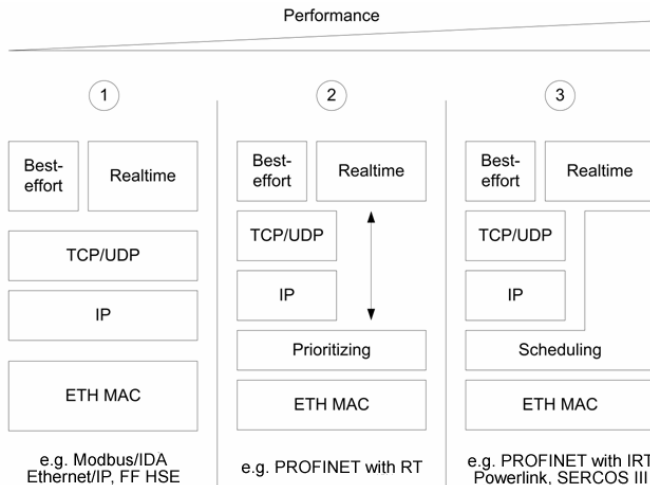 Performance
1
2
3
Best-
effort
Realtime
TCP/UDP
IP
ETH MAC
e.g. Modbus/IDA
Ethernet/IP, FF HSE
Best-
effort
Realtime
TCP/UDP
IP
Prioritizing
ETH MAC
e.g. PROFINET with RT
Best-
effort
Realtime
TCP/UDP
IP
Scheduling
ETH MAC
e.g. PROFINET with IRT
Powerlink, SERCOS III